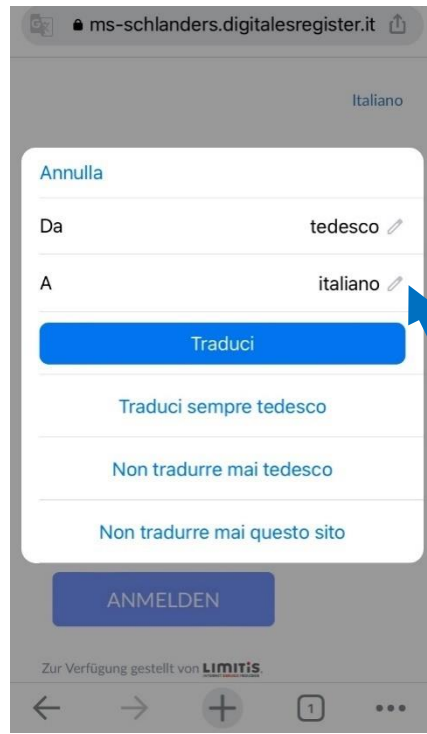 ms-schlanders.digitalesregister.it
Italiano
Annulla
Da tedesco
A italiano
Traduci
Traduci sempre tedesco
Non tradurre mai tedesco
Non tradurre mai questo sito
ANMELDEN
Zur Verfügung gestellt von LIMITIS.
1